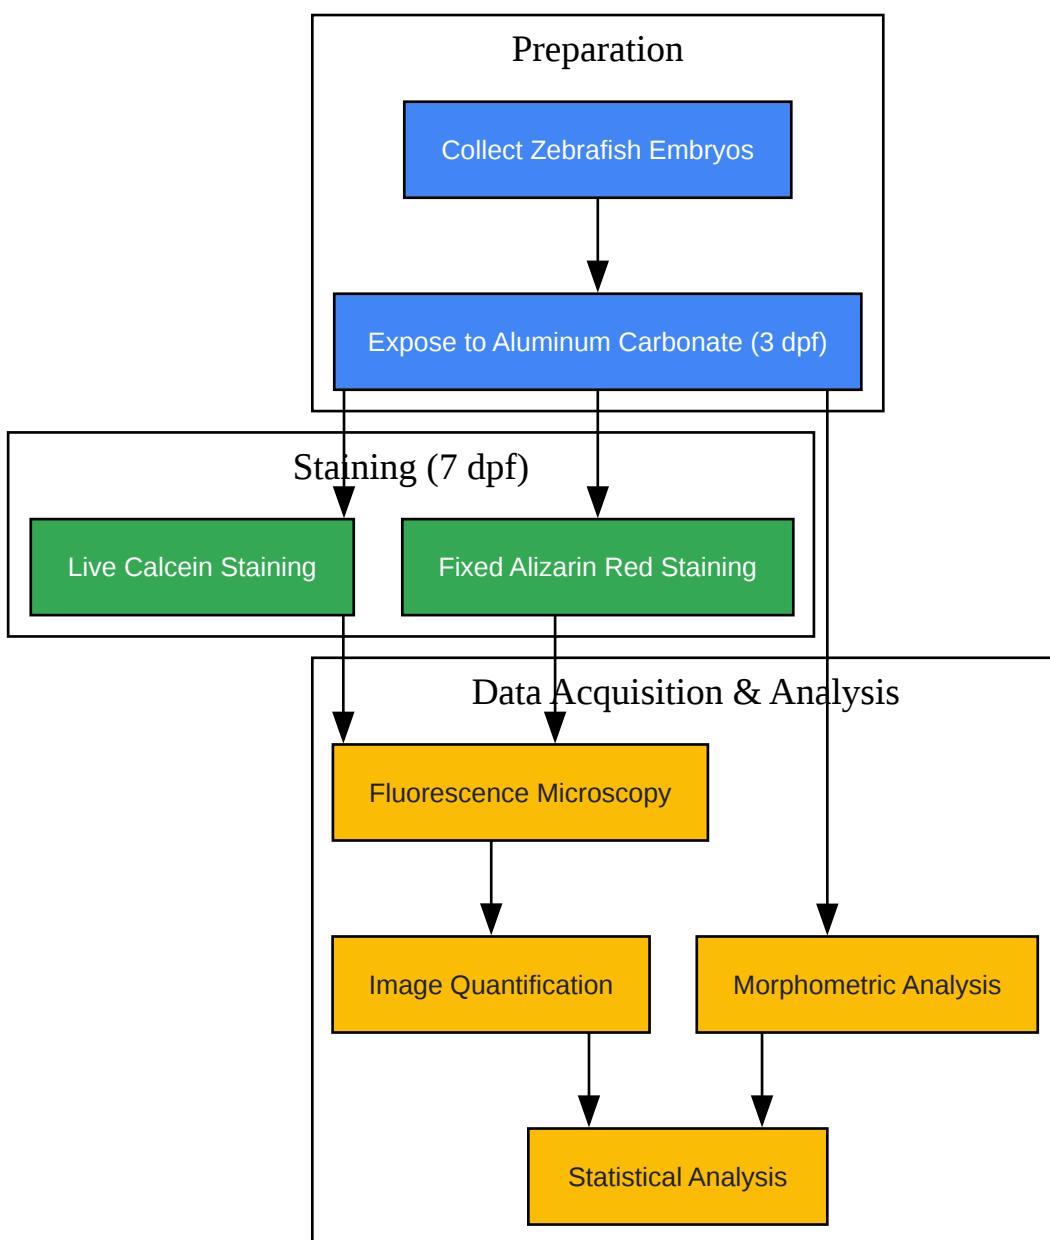 Preparation
Collect Zebrafish Embryos
Expose to Aluminum Carbonate (3 dpf)
Staining (7 dpf)
Live Calcein Staining
Fixed Alizarin Red Staining
Data Acquisition & Analysis
Fluorescence Microscopy
Image Quantification
Morphometric Analysis
Statistical Analysis